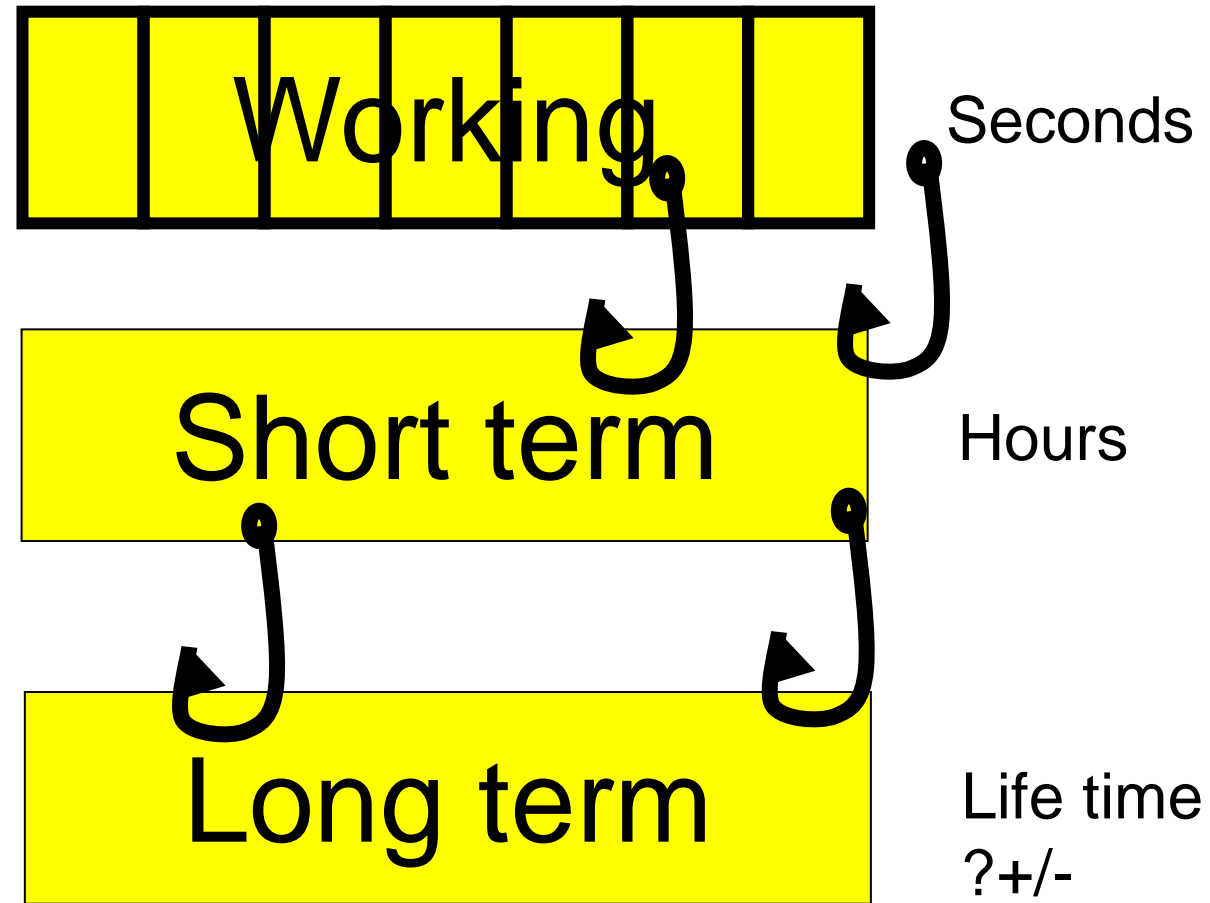 Working
Seconds
Short term
Hours
Long term
Life time
?+/-